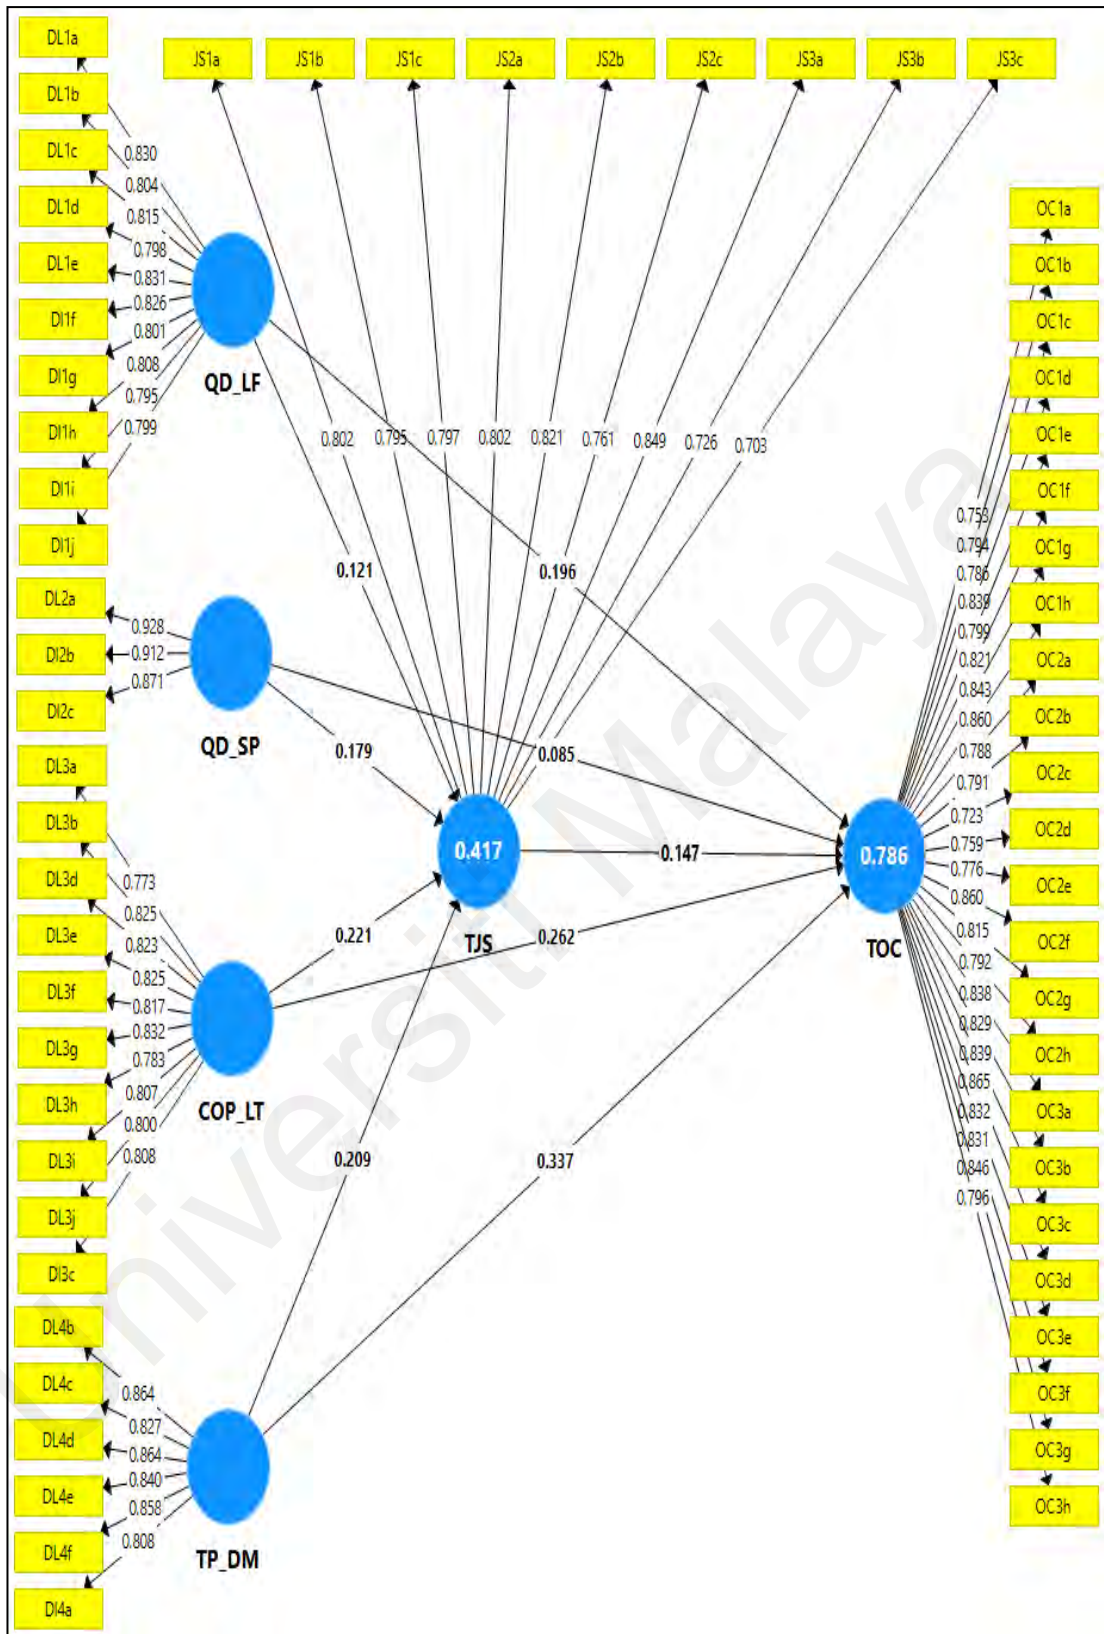 DL1a
DL1b
DL1c
DL1d
DL1e
DI1f
DI1g
DI1h
DI1i
DI1j
0.830
0.804
0.815
0.798
0.831
0.826
0.801
0.808
0.795
0.799
QD_LF
JS1a
JS1b
JS1c
JS2a
JS2b
JS2c
JS3a
JS3b
JS3c
0.802
0.795
0.797
0.802
0.821
0.761
0.849
0.726
0.703
DL2a
DI2b
DI2c
0.928
0.912
0.871
QD_SP
DL3a
DL3b
DL3d
DL3e
DL3f
DL3g
DL3h
DL3i
DL3j
DI3c
0.773
0.825
0.823
0.825
0.817
0.832
0.783
0.807
0.800
0.808
COP_LT
DL4b
DL4c
DL4d
DL4e
DL4f
DI4a
0.864
0.827
0.864
0.840
0.858
0.808
TP_DM
0.121
0.196
0.179
0.085
0.221
0.262
0.209
0.337
0.147
0.417
TJS
0.786
TOC
OC1a
OC1b
OC1c
OC1d
OC1e
OC1f
OC1g
OC1h
OC2a
OC2b
OC2c
OC2d
OC2e
OC2f
OC2g
OC2h
OC3a
OC3b
OC3c
OC3d
OC3e
OC3f
OC3g
OC3h
0.753
0.794
0.786
0.839
0.799
0.821
0.843
0.860
0.788
0.791
0.723
0.759
0.776
0.860
0.815
0.792
0.838
0.829
0.839
0.865
0.832
0.831
0.846
0.796
Universiti Malaya